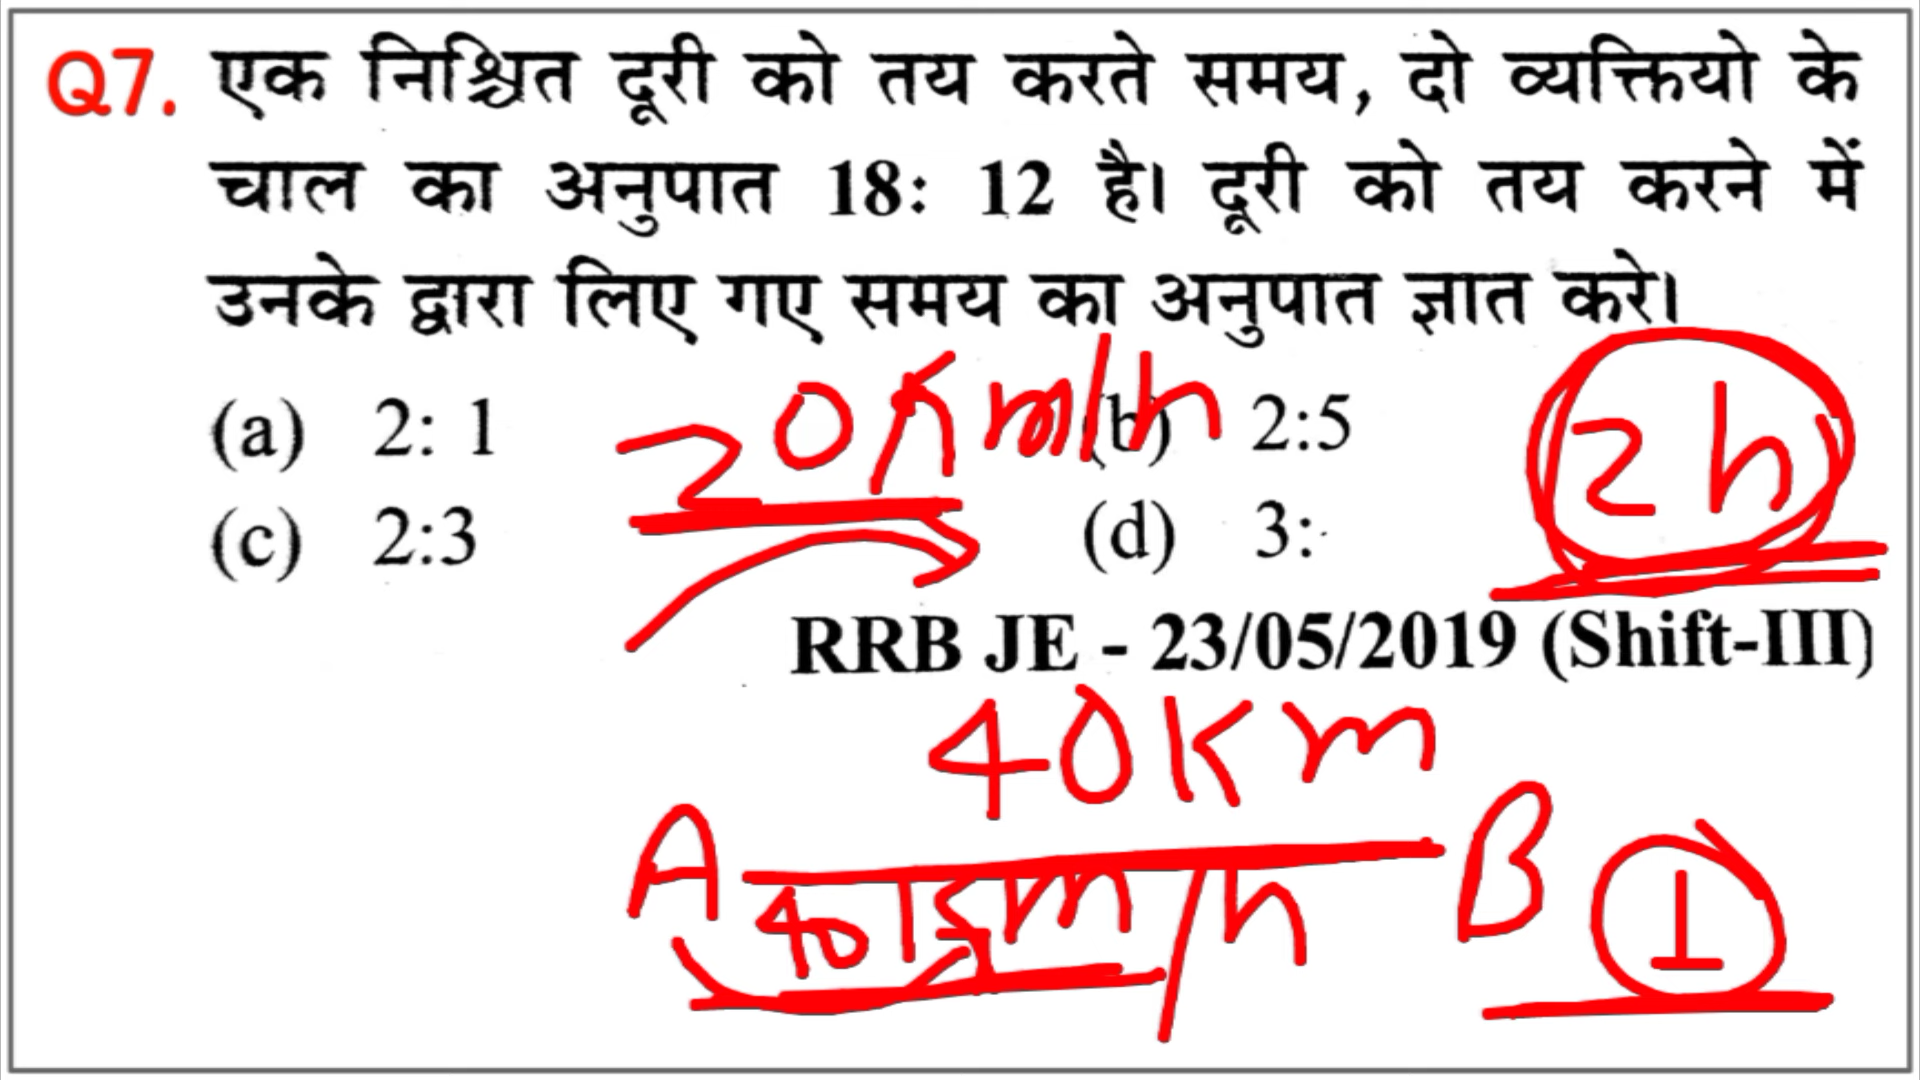 Q7. एक निश्चित दूरी को तय करते समय, दो व्यक्तियो के
चाल का अनुपात 18: 12 है। दूरी को तय करने में
उनके द्वारा लिए गए समय का अनुपात ज्ञात करे।
(a) 2: 1 (b) 2:5
20Km/h
2h
(c) 2:3 (d) 3:
RRB JE - 23/05/2019 (Shift-III)
40Km
A B
40Km/h
1